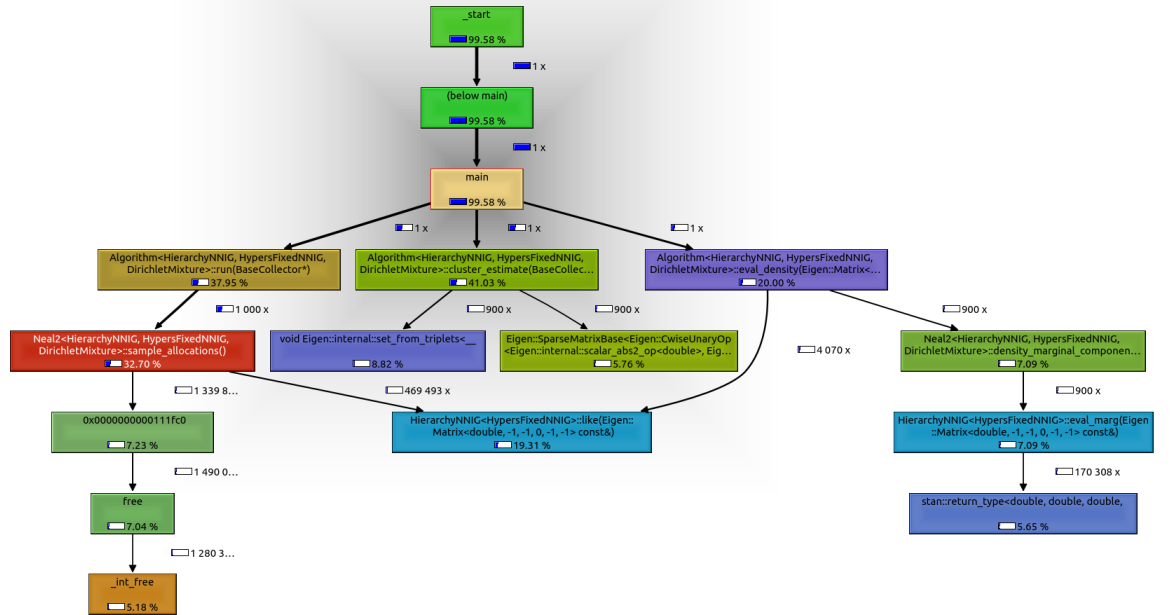 _start
99.58 %
1 x
(below main)
99.58 %
1 x
main
99.58 %
1 x
1 x
1 x
Algorithm<HierarchyNNIG, HypersFixedNNIG,
DirichletMixture>::run(BaseCollector*)
37.95 %
Algorithm<HierarchyNNIG, HypersFixedNNIG,
DirichletMixture>::cluster_estimate(BaseCollec...
41.03 %
Algorithm<HierarchyNNIG, HypersFixedNNIG,
DirichletMixture>::eval_density(Eigen::Matrix<...
20.00 %
1 000 x
900 x
900 x
900 x
Neal2<HierarchyNNIG, HypersFixedNNIG,
DirichletMixture>::sample_allocations()
32.70 %
void Eigen::internal::set_from_triplets<__
8.82 %
Eigen::SparseMatrixBase<Eigen::CwiseUnaryOp
<Eigen::internal::scalar_abs2_op<double>, Eig...
5.76 %
4 070 x
Neal2<HierarchyNNIG, HypersFixedNNIG,
DirichletMixture>::density_marginal_componen...
7.09 %
1 339 8...
469 493 x
900 x
0x0000000000111fc0
7.23 %
HierarchyNNIG<HypersFixedNNIG>::like(Eigen::
Matrix<double, -1, -1, 0, -1, -1> const&)
19.31 %
HierarchyNNIG<HypersFixedNNIG>::eval_marg(Eigen
::Matrix<double, -1, -1, 0, -1, -1> const&)
7.09 %
1 490 0...
170 308 x
free
7.04 %
stan::return_type<double, double, double,
5.65 %
1 280 3...
_int_free
5.18 %